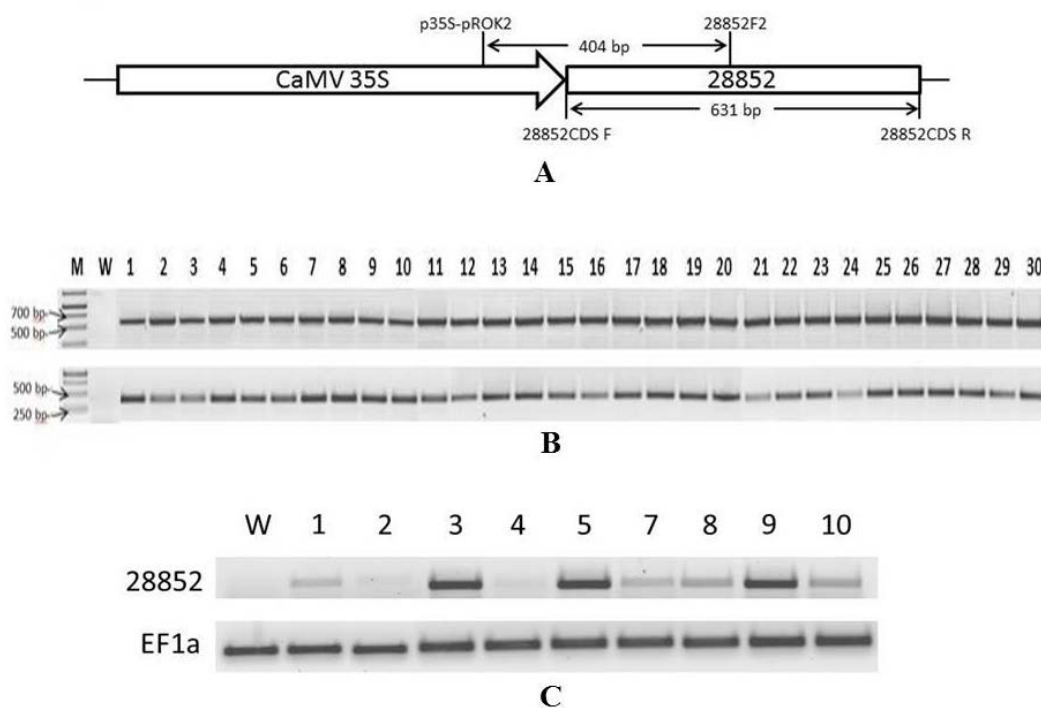 p35S-pROK2 28852F2
404 bp
CaMV 35S 28852
631 bp
28852CDS F 28852CDS R
A
M W 1 2 3 4 5 6 7 8 9 10 11 12 13 14 15 16 17 18 19 20 21 22 23 24 25 26 27 28 29 30
700 bp
500 bp
500 bp
250 bp
B
W 1 2 3 4 5 7 8 9 10
28852
EF1a
C